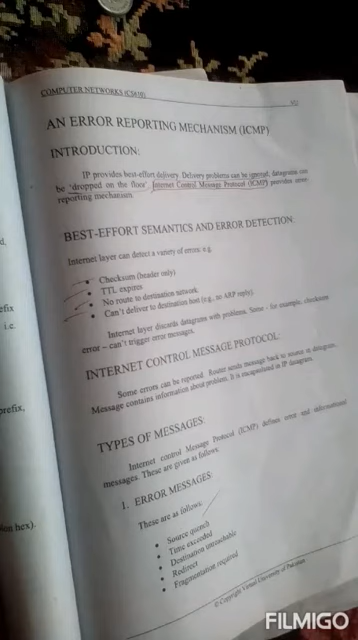 COMPUTER NETWORKS (CS610)
AN ERROR REPORTING MECHANISM (ICMP)
INTRODUCTION:
IP provides best-effort delivery. Delivery problems can be ignored, datagrams can
be 'dropped on the floor'. Internet Control Message Protocol (ICMP) provides error-
reporting mechanism.
BEST-EFFORT SEMANTICS AND ERROR DETECTION:
Internet layer can detect a variety of errors: e.g.
• Checksum (header only)
• TTL expires
• No route to destination network.
• Can't deliver to destination host (e.g., no ARP reply).
Internet layer discards datagrams with problems. Some - for example, checksum
error – can't trigger error messages.
INTERNET CONTROL MESSAGE PROTOCOL:
Some errors can be reported. Router sends message back to source in datagram.
Message contains information about problem. It is encapsulated in IP datagram.
TYPES OF MESSAGES:
Internet control Message Protocol (ICMP) defines error and informational
messages. These are given as follows:
1. ERROR MESSAGES:
These are as follows:
• Source quench
• Time exceeded
• Destination unreachable
• Redirect
• Fragmentation required
© Copyright Virtual University of Pakistan
d,
efix
i.e.
prefix,
hex).
FILMIGO